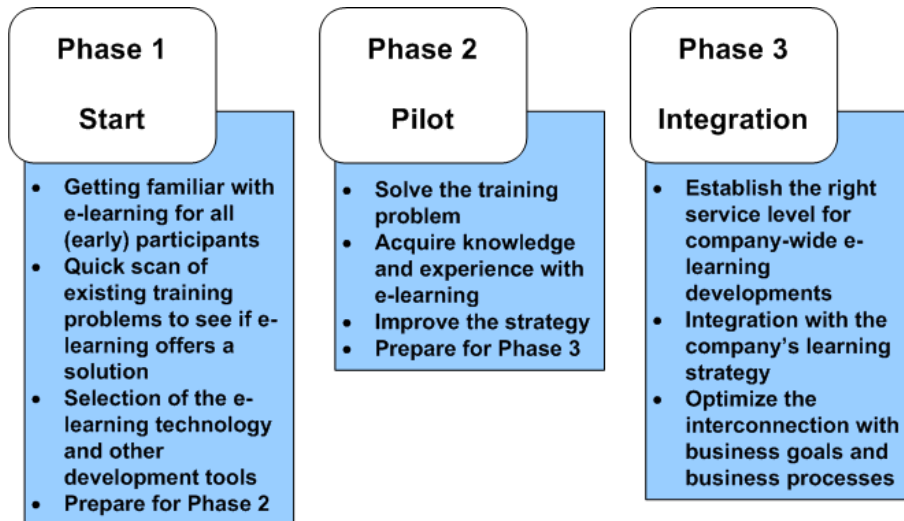 Phase 1
Start
• Getting familiar with
e-learning for all
(early) participants
• Quick scan of
existing training
problems to see if e-
learning offers a
solution
• Selection of the e-
learning technology
and other
development tools
• Prepare for Phase 2
Phase 2
Pilot
• Solve the training
problem
• Acquire knowledge
and experience with
e-learning
• Improve the strategy
• Prepare for Phase 3
Phase 3
Integration
• Establish the right
service level for
company-wide e-
learning
developments
• Integration with the
company's learning
strategy
• Optimize the
interconnection with
business goals and
business processes